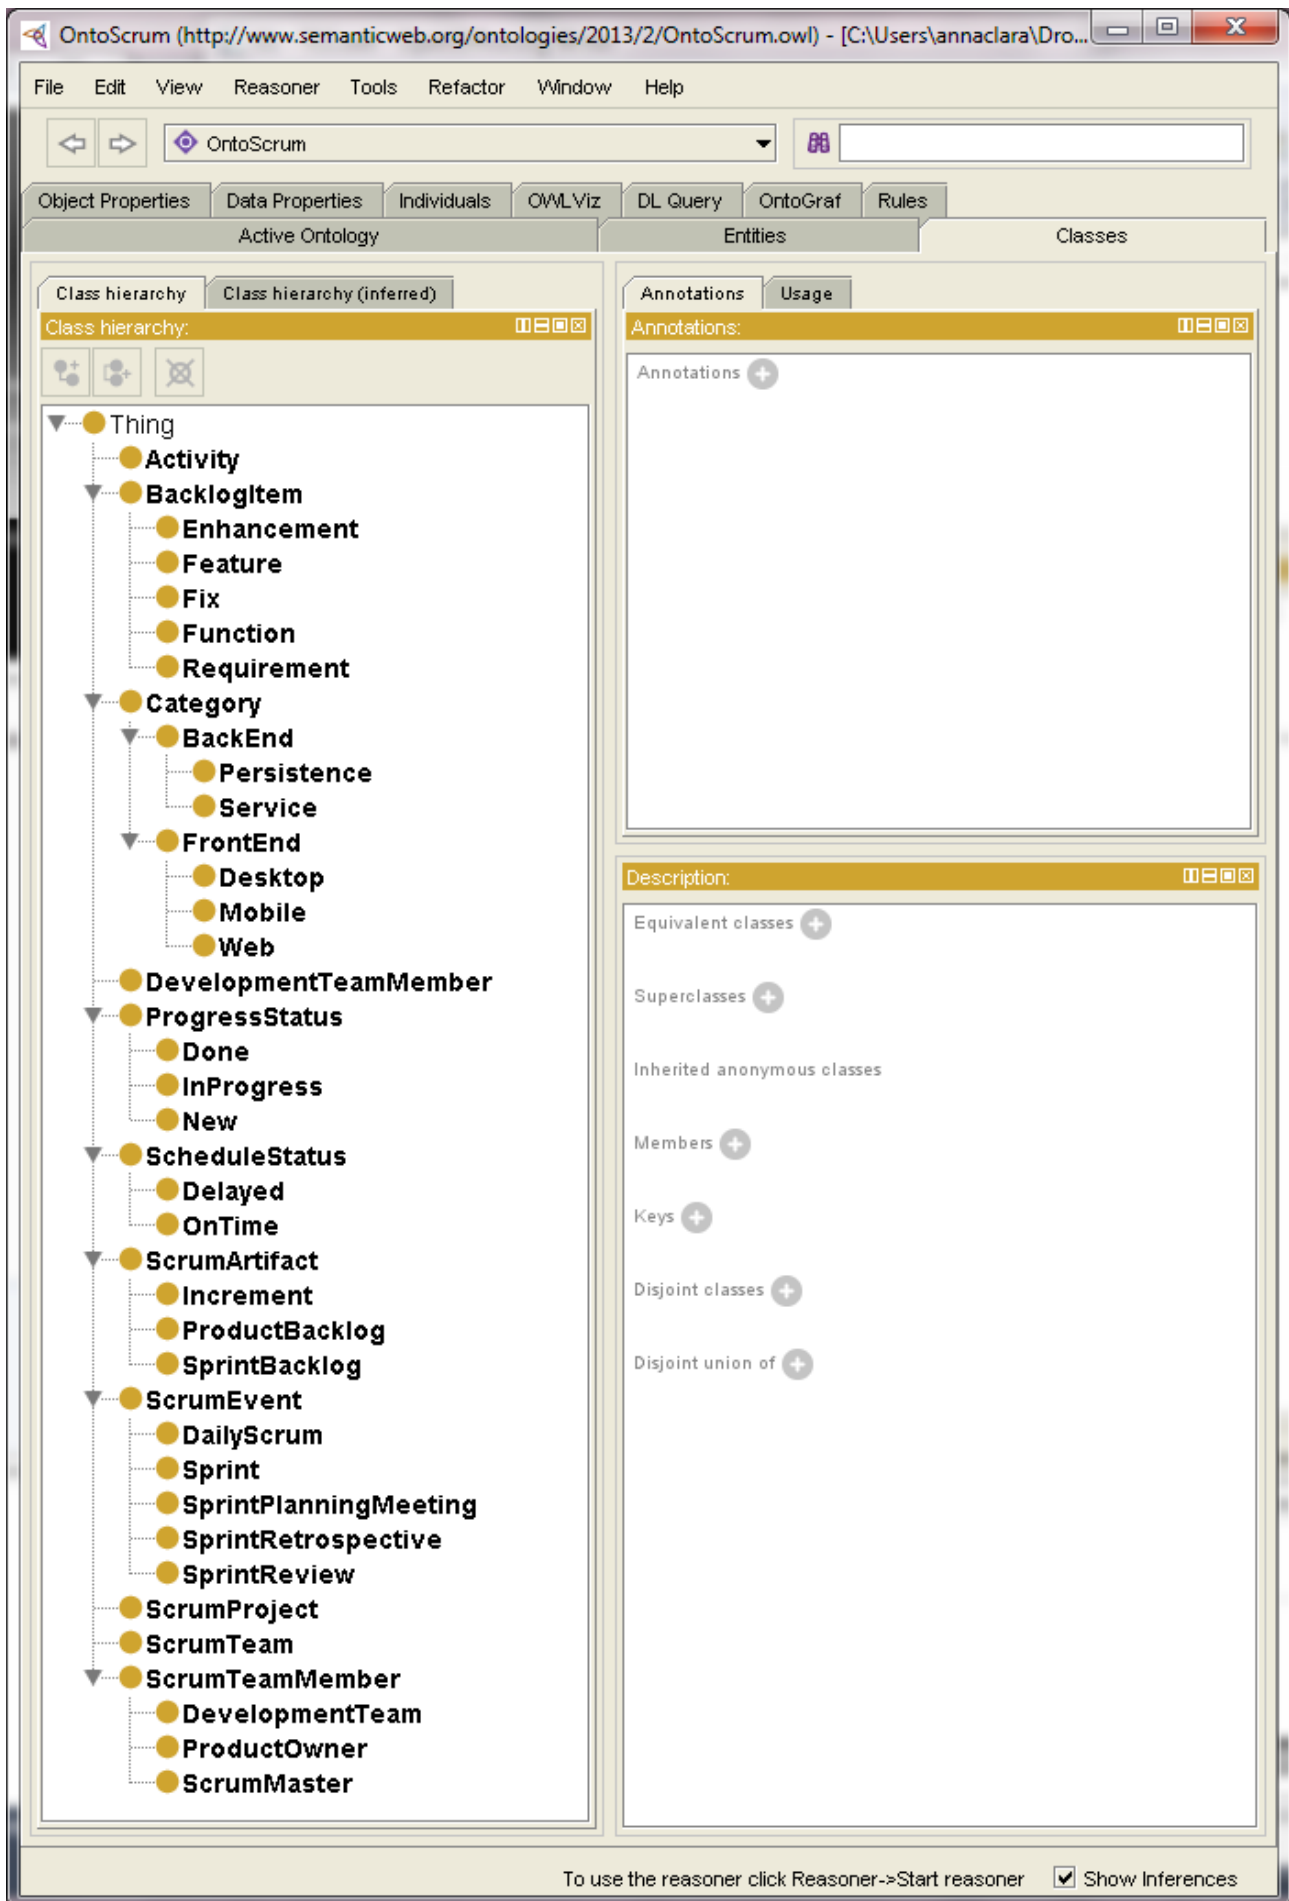 OntoScrum (http://www.semanticweb.org/ontologies/2013/2/OntoScrum.owl) - [C:\Users\annaclara\Dro...
File Edit View Reasoner Tools Refactor Window Help
OntoScrum
Object Properties Data Properties Individuals OWLViz DL Query OntoGraf Rules
Active Ontology Entities Classes
Class hierarchy Class hierarchy (inferred)
Class hierarchy:
Thing
Activity
BacklogItem
Enhancement
Feature
Fix
Function
Requirement
Category
BackEnd
Persistence
Service
FrontEnd
Desktop
Mobile
Web
DevelopmentTeamMember
ProgressStatus
Done
InProgress
New
ScheduleStatus
Delayed
OnTime
ScrumArtifact
Increment
ProductBacklog
SprintBacklog
ScrumEvent
DailyScrum
Sprint
SprintPlanningMeeting
SprintRetrospective
SprintReview
ScrumProject
ScrumTeam
ScrumTeamMember
DevelopmentTeam
ProductOwner
ScrumMaster
Annotations Usage
Annotations:
Annotations
Description:
Equivalent classes
Superclasses
Inherited anonymous classes
Members
Keys
Disjoint classes
Disjoint union of
To use the reasoner click Reasoner->Start reasoner Show Inferences